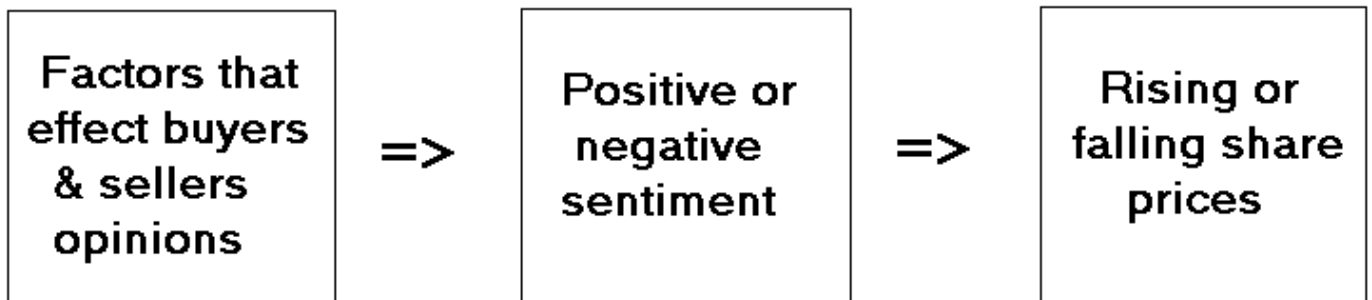 Factors that
effect buyers
& sellers
opinions
=>
Positive or
negative
sentiment
=>
Rising or
falling share
prices